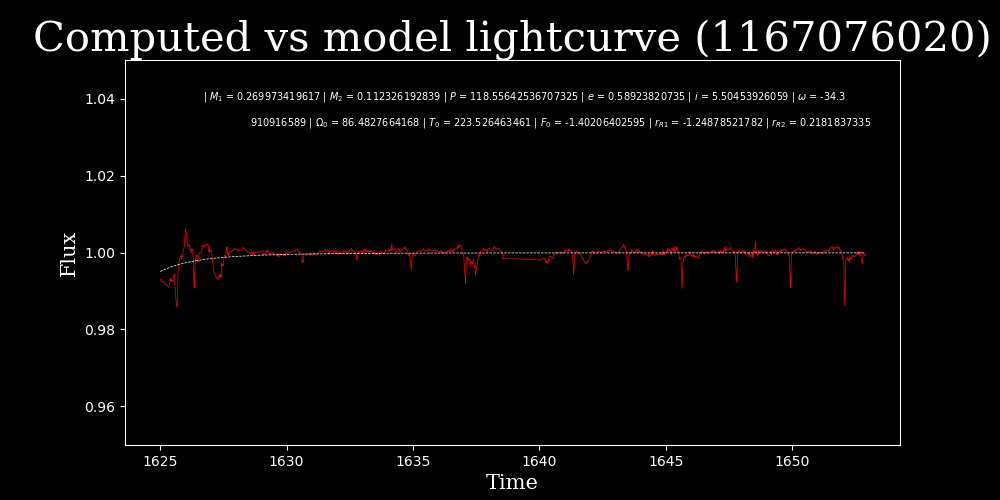 Computed vs model lightcurve (1167076020)
| M₁ = 0.269973419617 | M₂ = 0.112326192839 | P = 118.55642536707325 | e = 0.58923820735 | i = 5.50453926059 | ω = -34.3
910916589 | Ω₀ = 86.4827664168 | T₀ = 223.526463461 | F₀ = -1.40206402595 | r_R1 = -1.24878521782 | r_R2 = 0.2181837335
1.04
1.02
1.00
0.98
0.96
Flux
1625 1630 1635 1640 1645 1650
Time